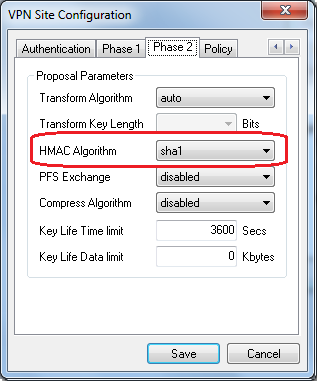 VPN Site Configuration
Authentication Phase 1 Phase 2 Policy
Proposal Parameters
Transform Algorithm auto
Transform Key Length Bits
HMAC Algorithm sha1
PFS Exchange disabled
Compress Algorithm disabled
Key Life Time limit 3600 Secs
Key Life Data limit 0 Kbytes
Save Cancel